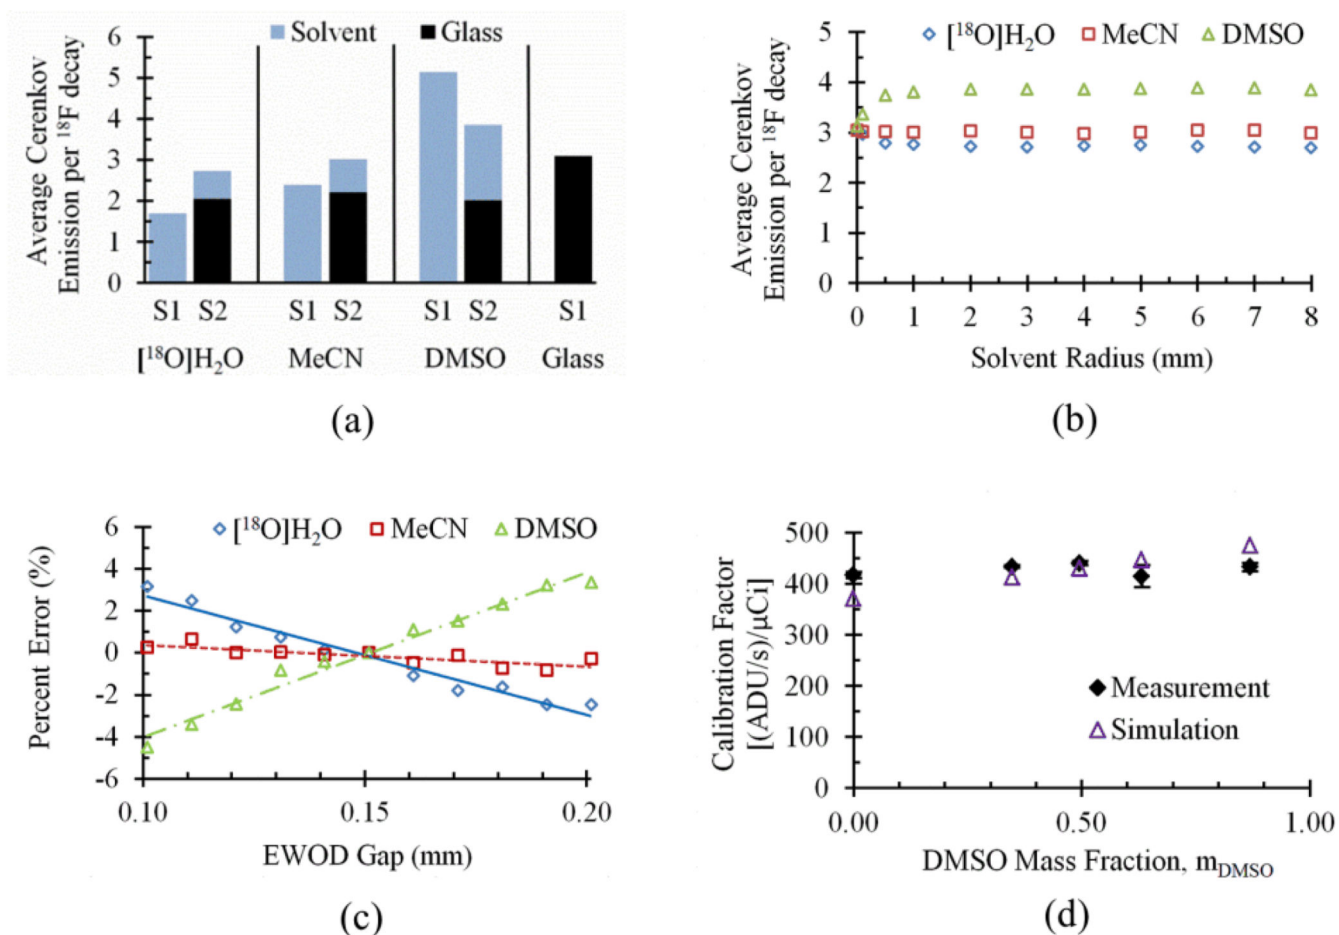 Solvent Glass
Average Cerenkov
Emission per ¹⁸F decay
6
5
4
3
2
1
0
S1 S2 S1 S2 S1 S2 S1
[¹⁸O]H₂O MeCN DMSO Glass
(a)
[¹⁸O]H₂O MeCN DMSO
Average Cerenkov
Emission per ¹⁸F decay
5
4
3
2
1
0
0 1 2 3 4 5 6 7 8
Solvent Radius (mm)
(b)
[¹⁸O]H₂O MeCN DMSO
Percent Error (%)
6
4
2
0
-2
-4
-6
0.10 0.15 0.20
EWOD Gap (mm)
(c)
Calibration Factor
[(ADU/s)/μCi]
500
400
300
200
100
0
Measurement
Simulation
0.00 0.50 1.00
DMSO Mass Fraction, m_DMSO
(d)